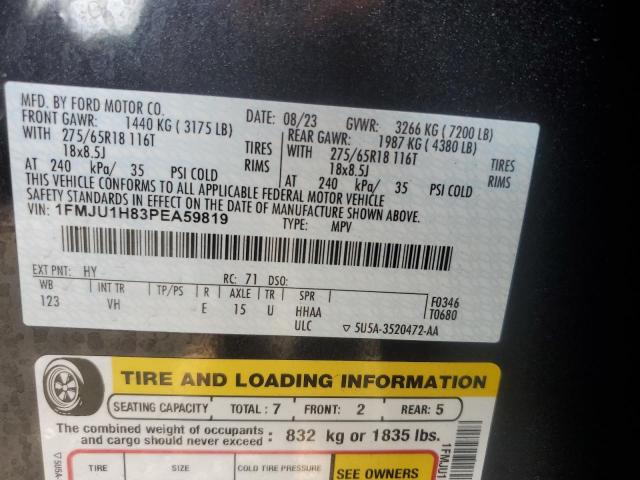 MFD. BY FORD MOTOR CO.
DATE: 08/23 GVWR: 3266 KG (7200 LB)
FRONT GAWR: 1440 KG (3175 LB) REAR GAWR: 1987 KG (4380 LB)
WITH 275/65R18 116T TIRES WITH 275/65R18 116T TIRES
18x8.5J RIMS 18x8.5J RIMS
AT 240 kPa/ 35 PSI COLD AT 240 kPa/ 35 PSI COLD
THIS VEHICLE CONFORMS TO ALL APPLICABLE FEDERAL MOTOR VEHICLE
SAFETY STANDARDS IN EFFECT ON THE DATE OF MANUFACTURE SHOWN ABOVE.
VIN: 1FMJU1H83PEA59819
TYPE: MPV
EXT PNT: HY RC: 71 DSO:
WB INT TR TP/PS R AXLE TR SPR F0346
123 VH E 15 U HHAA T0680
ULC ▽ 5U5A-3520472-AA
TIRE AND LOADING INFORMATION
SEATING CAPACITY TOTAL : 7 FRONT: 2 REAR: 5
The combined weight of occupants and cargo should never exceed : 832 kg or 1835 lbs.
TIRE SIZE COLD TIRE PRESSURE SEE OWNERS
▽5U5A-
1FMJU1